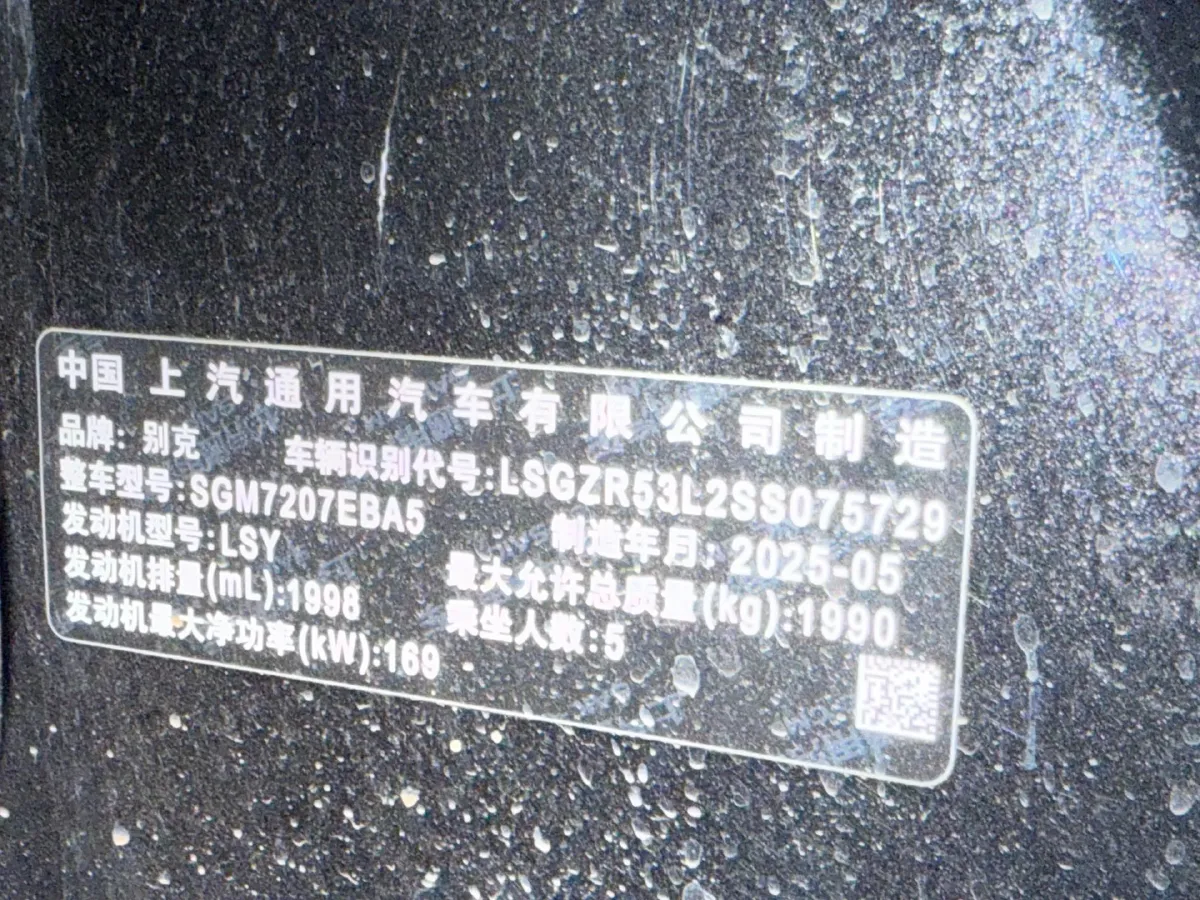 中国 上汽通用汽车有限公司制造
品牌：别克 车辆识别代号:LSGZR53L2SS075729
整车型号:SGM7207EBA5 制造年月：2025-05
发动机型号:LSY 最大允许总质量(kg):1990
发动机排量(mL):1998 乘坐人数:5
发动机最大净功率(kW):169